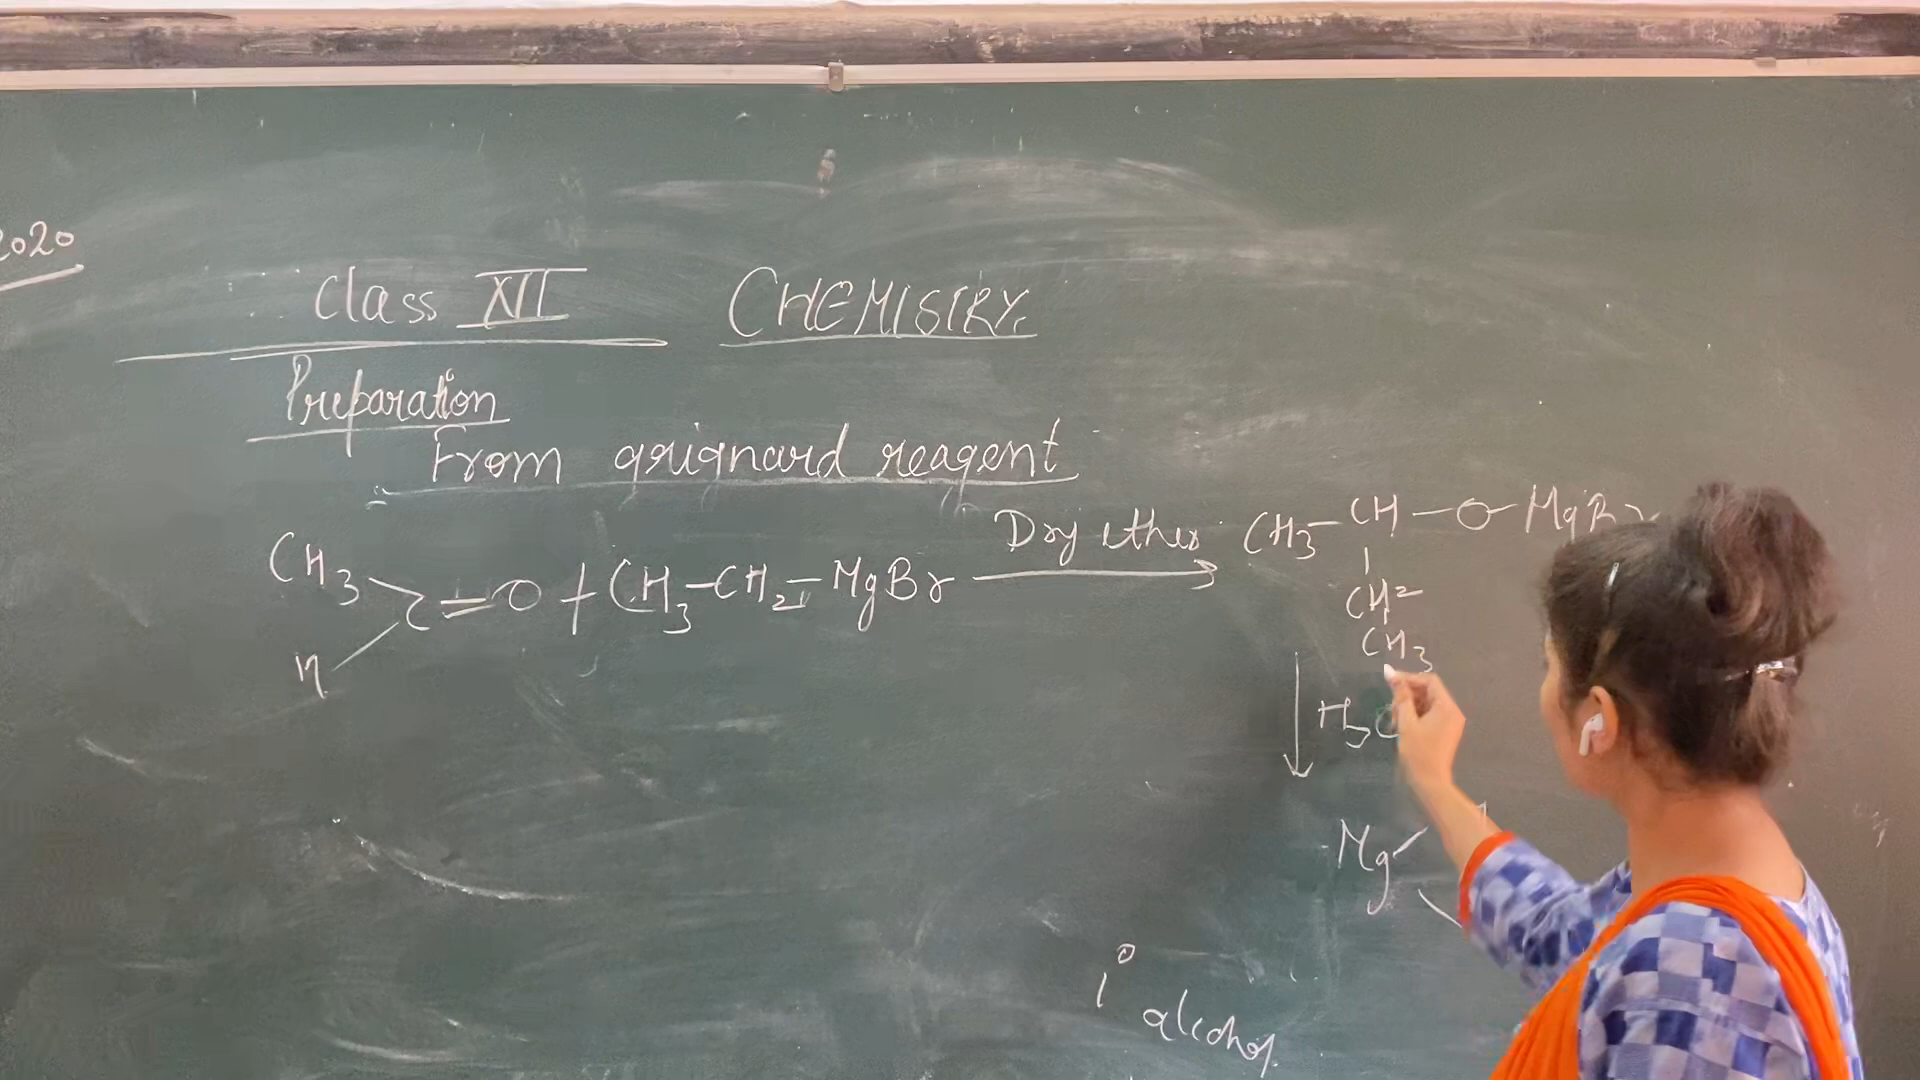 2020
Class XII CHEMISTRY
Preparation
From grignard reagent
CH3 C=O + CH3-CH2-MgBr Dry ether CH3-CH-O-MgBr
H
CH2
CH3
H3O
Mg
1° alcohol